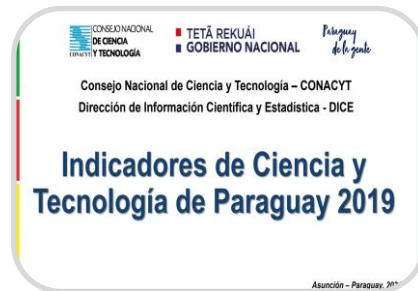 CONSEJO NACIONAL
DE CIENCIA
Y TECNOLOGÍA
CONACYT
TETÃ REKUÁI
GOBIERNO NACIONAL
Paraguay
de la gente
Consejo Nacional de Ciencia y Tecnología – CONACYT
Dirección de Información Científica y Estadística - DICE
Indicadores de Ciencia y
Tecnología de Paraguay 2019
Asunción – Paraguay,